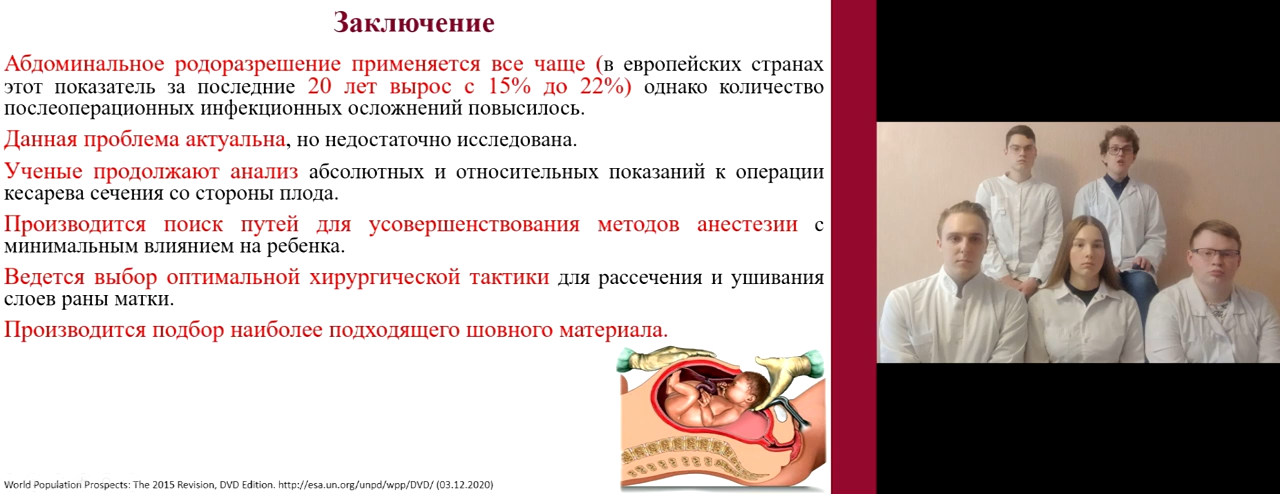 Заключение
Абдоминальное родоразрешение применяется все чаще (в европейских странах
этот показатель за последние 20 лет вырос с 15% до 22%) однако количество
послеоперационных инфекционных осложнений повысилось.
Данная проблема актуальна, но недостаточно исследована.
Ученые продолжают анализ абсолютных и относительных показаний к операции
кесарева сечения со стороны плода.
Производится поиск путей для усовершенствования методов анестезии с
минимальным влиянием на ребенка.
Ведется выбор оптимальной хирургической тактики для рассечения и ушивания
слоев раны матки.
Производится подбор наиболее подходящего шовного материала.
World Population Prospects: The 2015 Revision, DVD Edition. http://esa.un.org/unpd/wpp/DVD/ (03.12.2020)